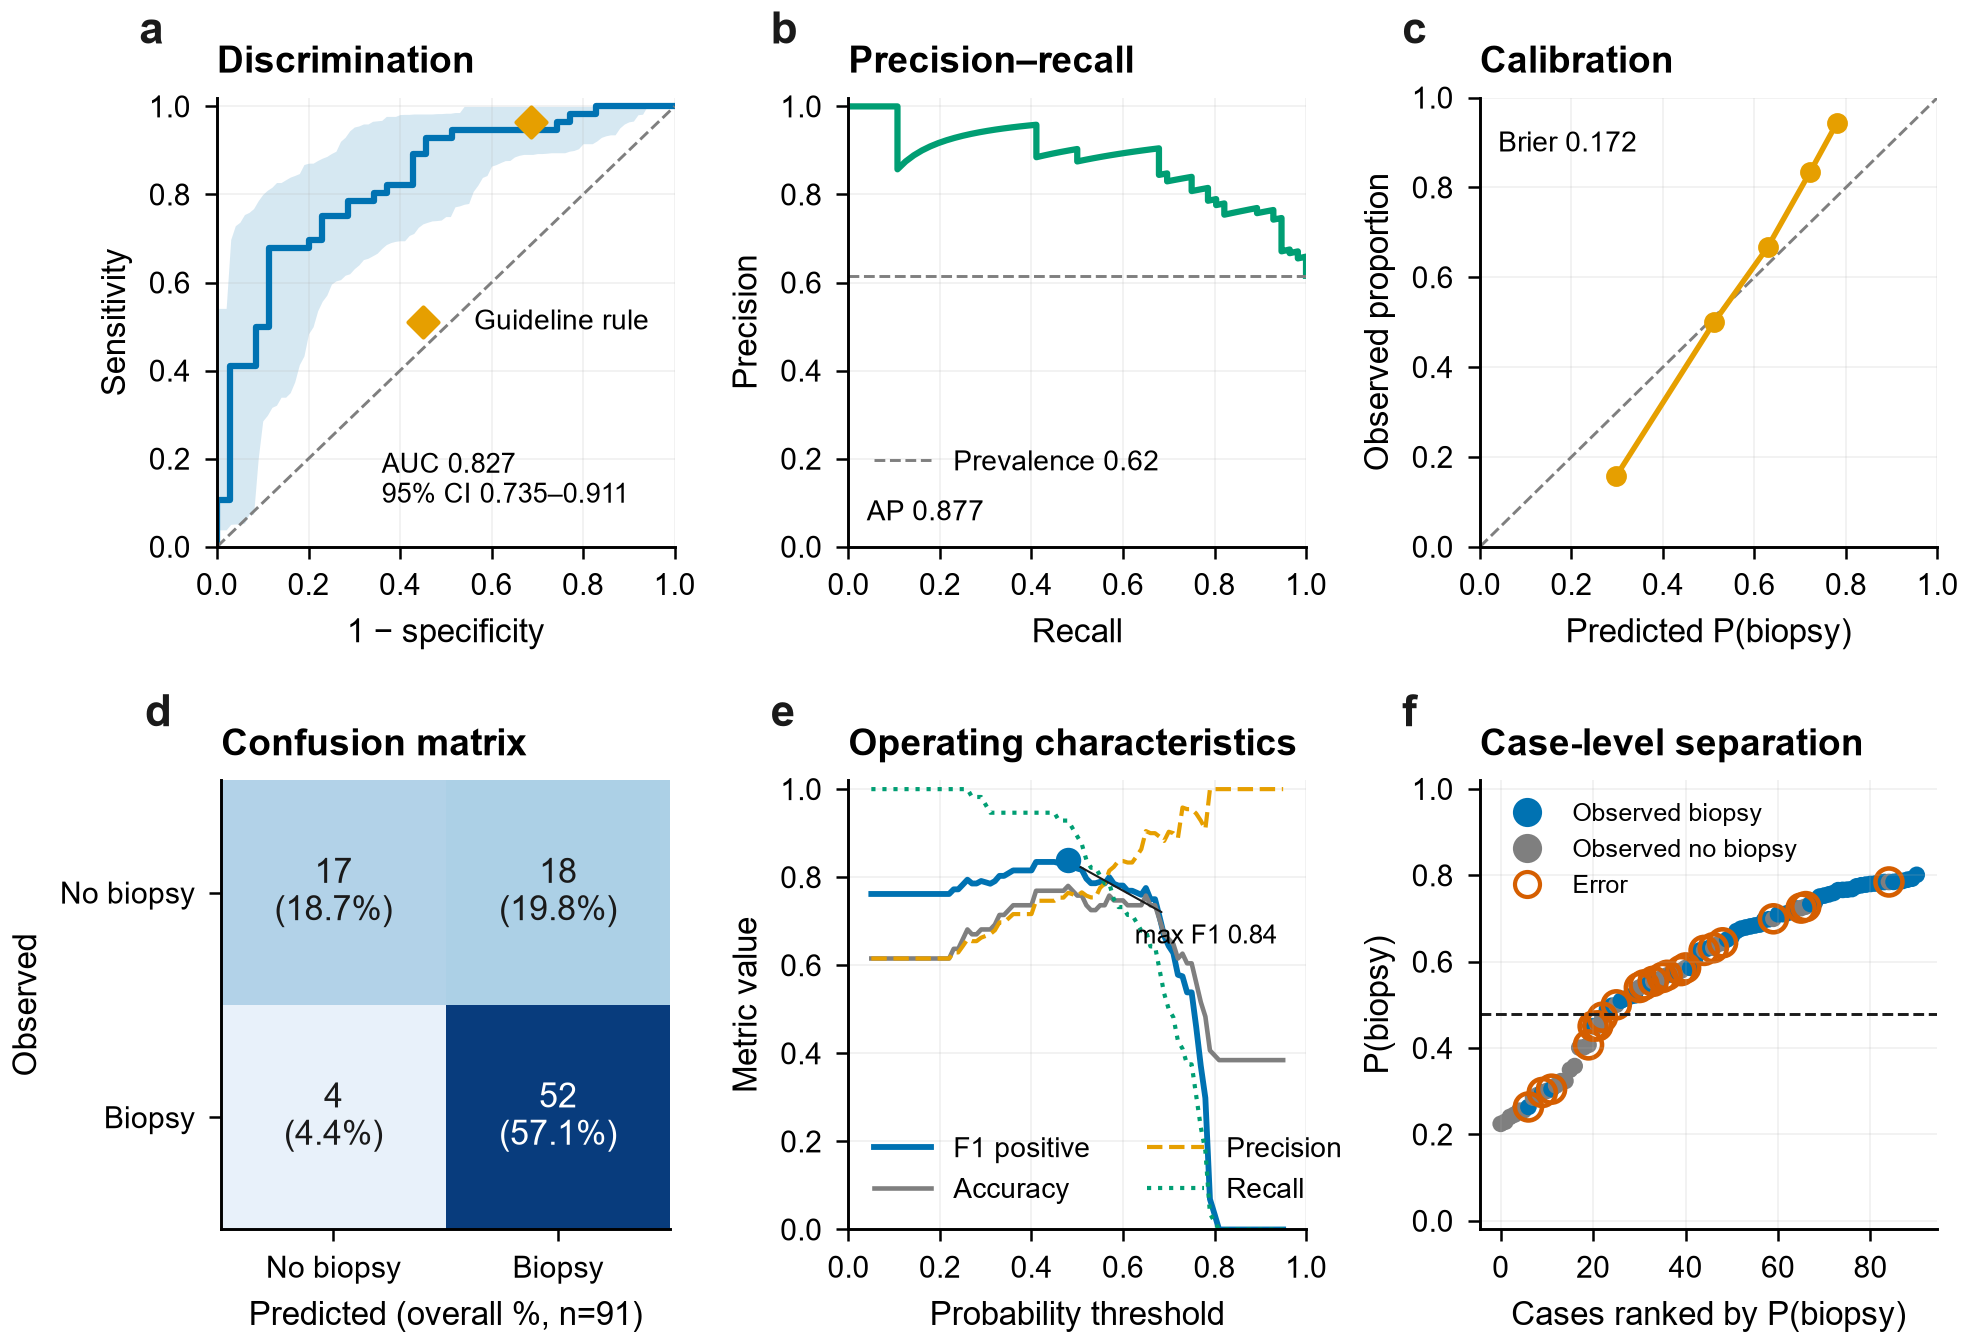 a
Discrimination
1.0
0.8
0.6
0.4
0.2
0.0
Sensitivity
Guideline rule
AUC 0.827
95% CI 0.735–0.911
0.0 0.2 0.4 0.6 0.8 1.0
1 − specificity
b
Precision–recall
1.0
0.8
0.6
0.4
0.2
0.0
Precision
Prevalence 0.62
AP 0.877
0.0 0.2 0.4 0.6 0.8 1.0
Recall
c
Calibration
1.0
0.8
0.6
0.4
0.2
0.0
Observed proportion
Brier 0.172
0.0 0.2 0.4 0.6 0.8 1.0
Predicted P(biopsy)
d
Confusion matrix
Observed
No biopsy
Biopsy
17
(18.7%)
18
(19.8%)
4
(4.4%)
52
(57.1%)
No biopsy Biopsy
Predicted (overall %, n=91)
e
Operating characteristics
1.0
0.8
0.6
0.4
0.2
0.0
Metric value
max F1 0.84
F1 positive
Accuracy
Precision
Recall
0.0 0.2 0.4 0.6 0.8 1.0
Probability threshold
f
Case-level separation
1.0
0.8
0.6
0.4
0.2
0.0
P(biopsy)
Observed biopsy
Observed no biopsy
Error
0 20 40 60 80
Cases ranked by P(biopsy)